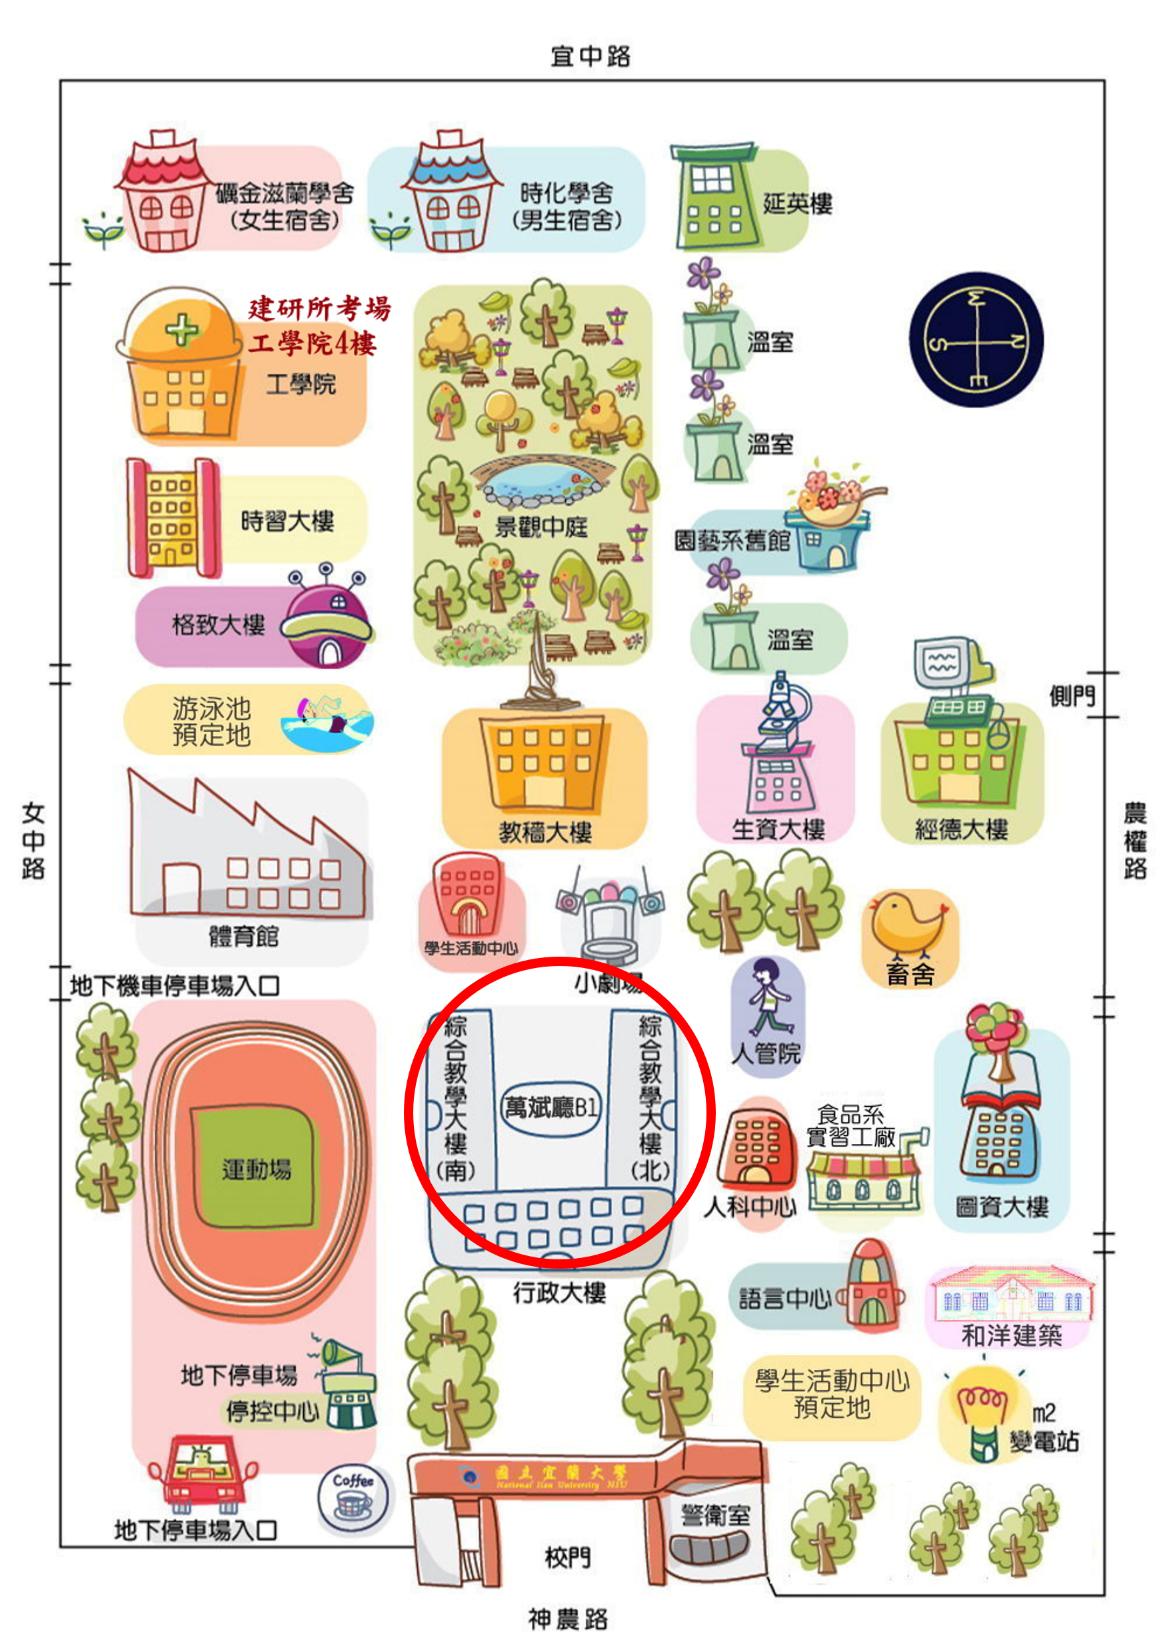 宜中路
礪金滋蘭學舍
(女生宿舍)
時化學舍
(男生宿舍)
延英樓
建研所考場
工學院4樓
工學院
溫室
W
S
N
E
溫室
時習大樓
景觀中庭
園藝系舊館
格致大樓
溫室
側門
游泳池
預定地
教穡大樓
生資大樓
經德大樓
女中路
農權路
體育館
學生活動中心
小劇場
畜舍
地下機車停車場入口
綜合教學大樓(南)
萬斌廳B1
綜合教學大樓(北)
人管院
食品系
實習工廠
運動場
人科中心
圖資大樓
行政大樓
語言中心
和洋建築
地下停車場
停控中心
學生活動中心
預定地
m2
變電站
國立宜蘭大學
National Ilan University NIU
Coffee
警衛室
地下停車場入口
校門
神農路